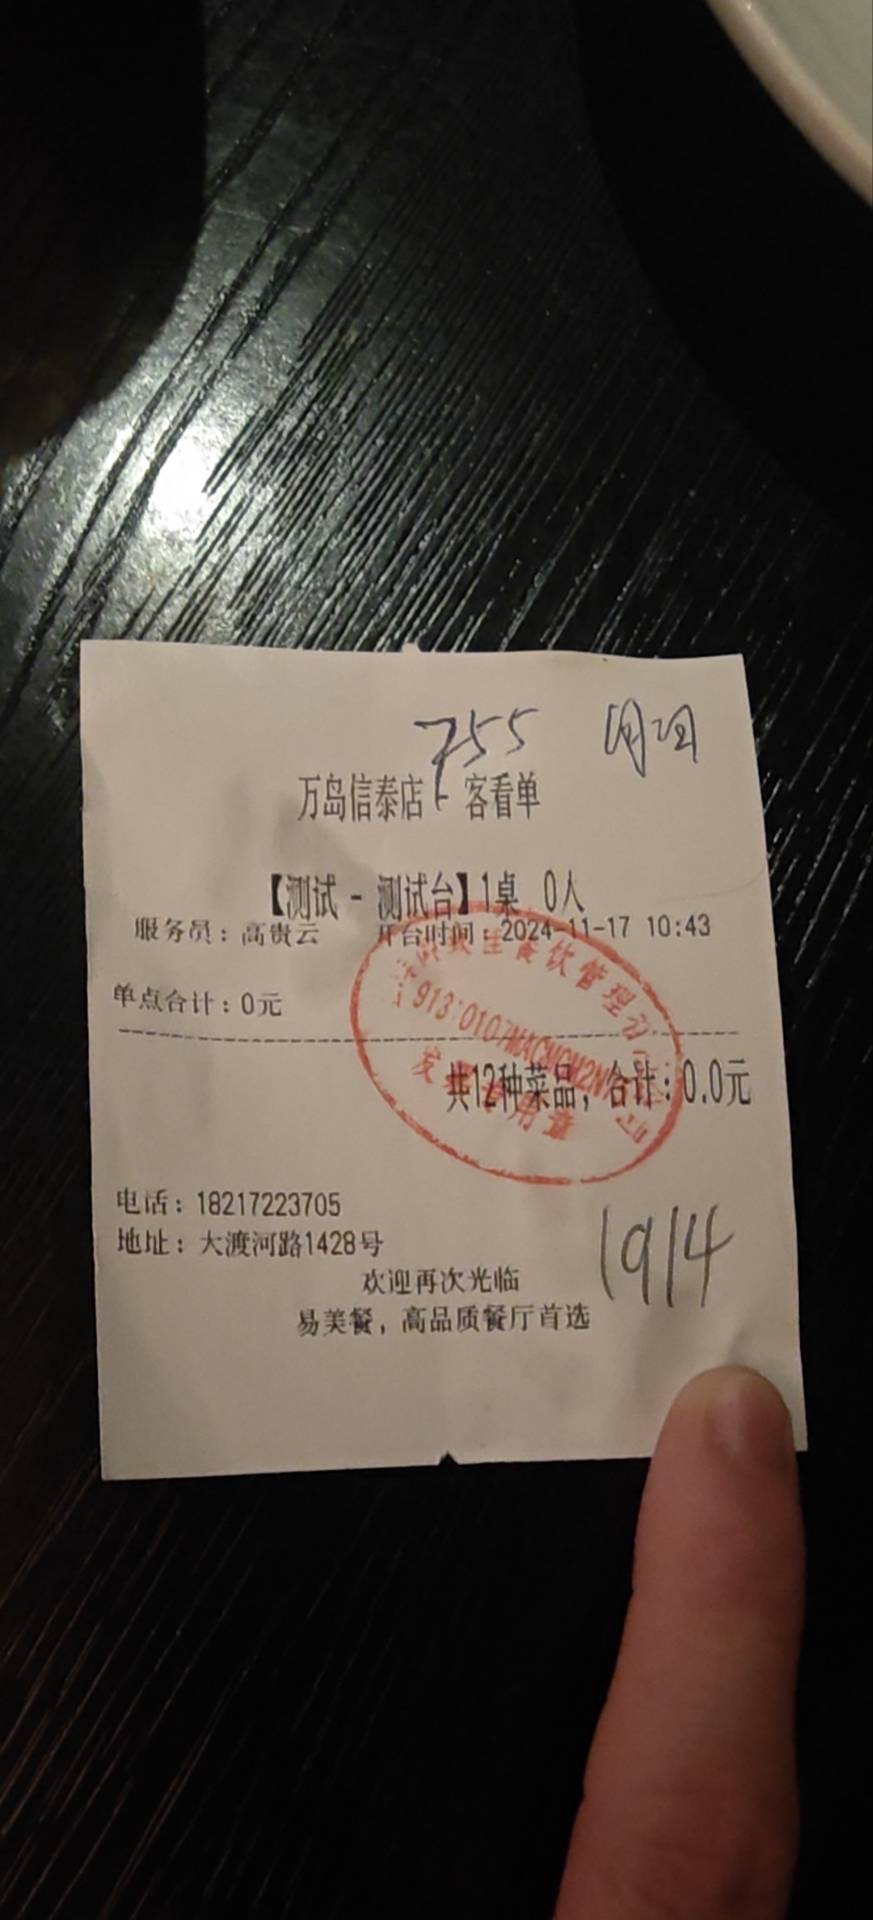 755
万岛信泰店 - 客看单
【测试 - 测试台】1桌 0人
服务员：高贵云 开台时间：2024-11-17 10:43
单点合计：0元
餐饮管理
共12种菜品，合计：0.0元
电话：18217223705
地址：大渡河路1428号
1914
欢迎再次光临
易美餐，高品质餐厅首选